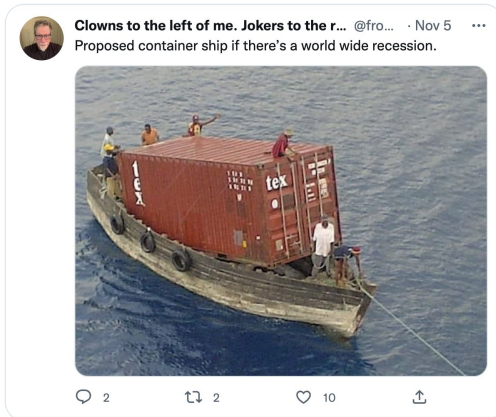 Clowns to the left of me. Jokers to the r... @fro... · Nov 5 ...
Proposed container ship if there's a world wide recession.
tex
tex
2
2
10